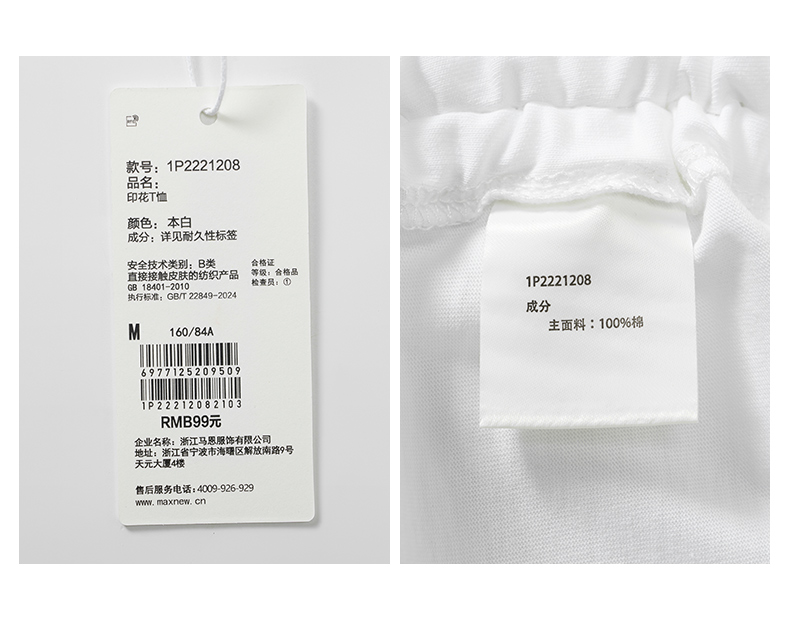 款号：1P2221208
品名：
印花T恤
颜色：本白
成分：详见耐久性标签
安全技术类别：B类
直接接触皮肤的纺织产品
GB 18401-2010
执行标准：GB/T 22849-2024
合格证
等级：合格品
检查员：①
M 160/84A
6977125209509
1P22212082103
RMB99元
企业名称：浙江马恩服饰有限公司
地址：浙江省宁波市海曙区解放南路9号
天元大厦4楼
售后服务电话：4009-926-929
www.maxnew.cn
1P2221208
成分
主面料：100%棉